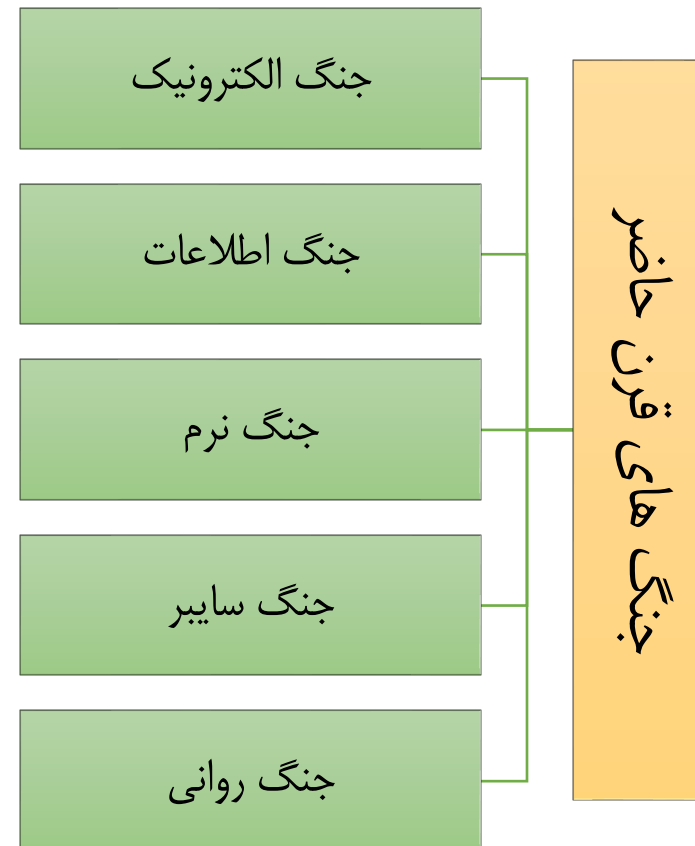 جنگ های قرن حاضر
جنگ الکترونیک
جنگ اطلاعات
جنگ نرم
جنگ سایبر
جنگ روانی